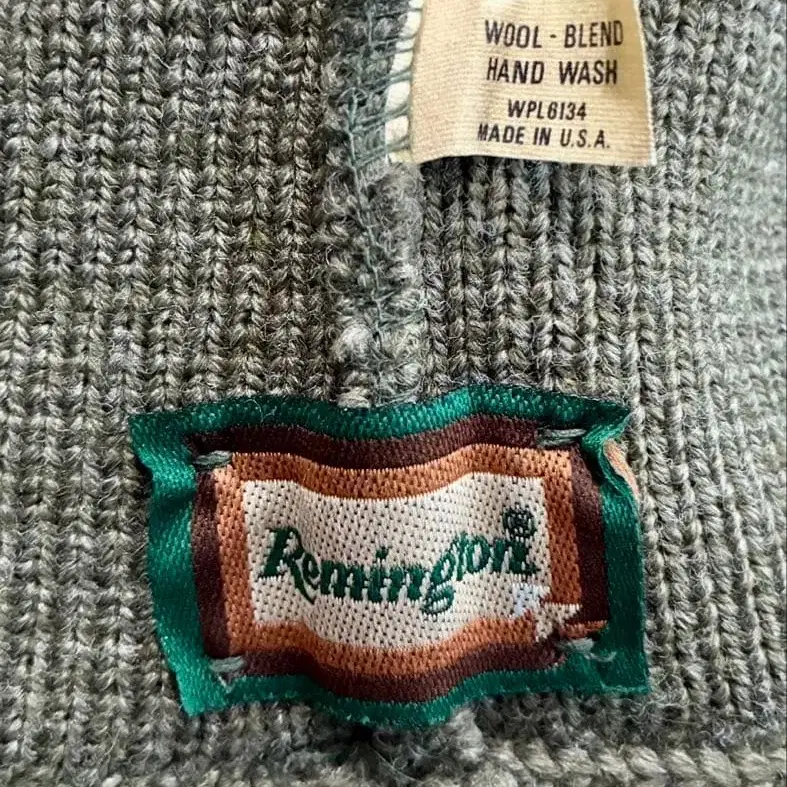 WOOL - BLEND
HAND WASH
WPL6134
MADE IN U.S.A.
Remington®